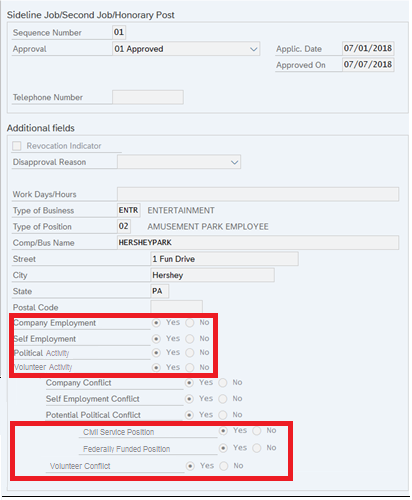 Sideline Job/Second Job/Honorary Post
Sequence Number 01
Approval 01 Approved Applic. Date 07/01/2018
Approved On 07/07/2018
Telephone Number
Additional fields
Revocation Indicator
Disapproval Reason
Work Days/Hours
Type of Business ENTR ENTERTAINMENT
Type of Position 02 AMUSEMENT PARK EMPLOYEE
Comp/Bus Name HERSHEYPARK
Street 1 Fun Drive
City Hershey
State PA
Postal Code
Company Employment Yes No
Self Employment Yes No
Political Activity Yes No
Volunteer Activity Yes No
Company Conflict Yes No
Self Employment Conflict Yes No
Potential Political Conflict Yes No
Civil Service Position Yes No
Federally Funded Position Yes No
Volunteer Conflict Yes No